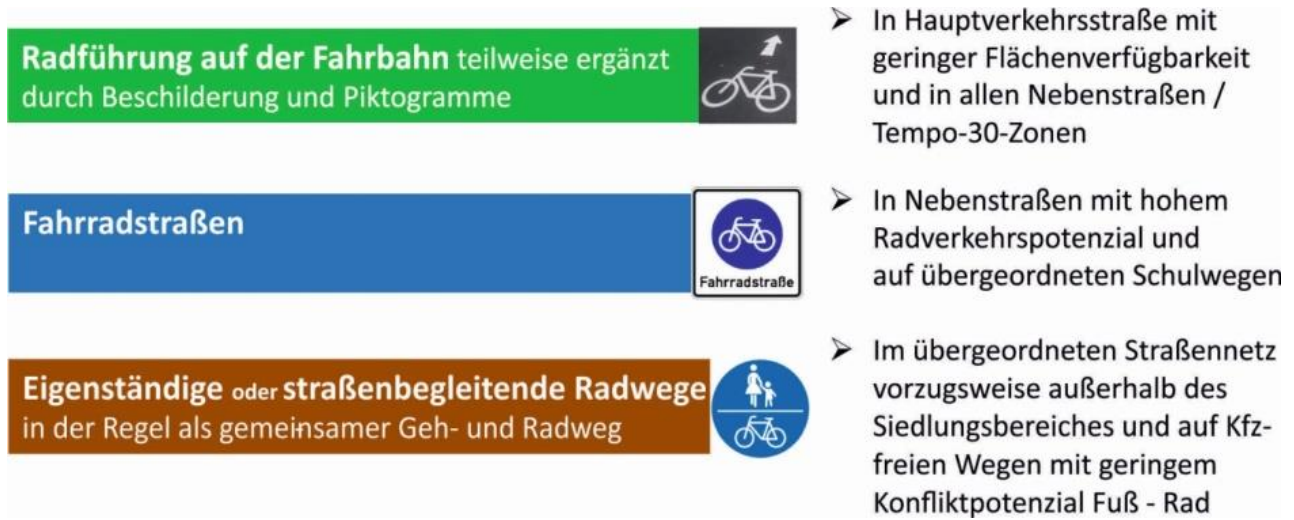 Radführung auf der Fahrbahn teilweise ergänzt
durch Beschilderung und Piktogramme
➢ In Hauptverkehrsstraße mit
geringer Flächenverfügbarkeit
und in allen Nebenstraßen /
Tempo-30-Zonen
Fahrradstraßen
Fahrradstraße
➢ In Nebenstraßen mit hohem
Radverkehrspotenzial und
auf übergeordneten Schulwegen
Eigenständige oder straßenbegleitende Radwege
in der Regel als gemeinsamer Geh- und Radweg
➢ Im übergeordneten Straßennetz
vorzugsweise außerhalb des
Siedlungsbereiches und auf Kfz-
freien Wegen mit geringem
Konfliktpotenzial Fuß - Rad